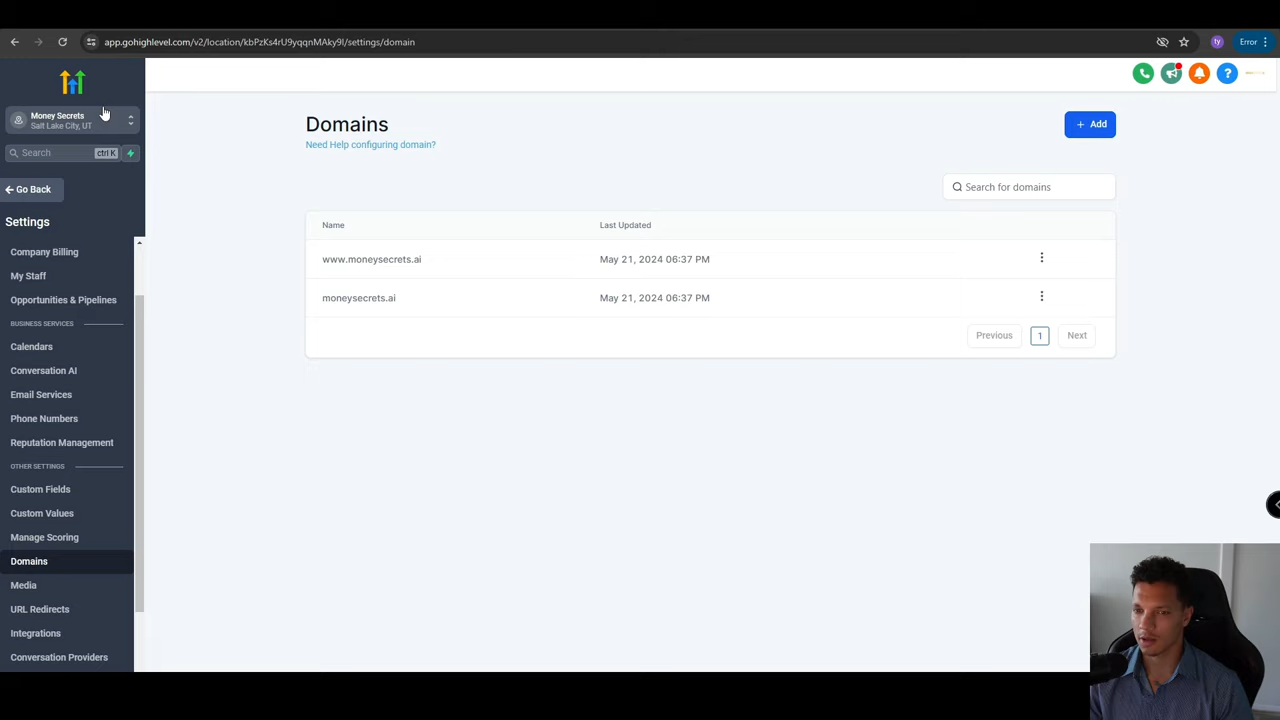 app.gohighlevel.com/v2/location/kbPzKs4rU9yqqnMAky9l/settings/domain
ty
Error
Money Secrets
Salt Lake City, UT
Search
ctrl K
Go Back
Settings
Company Billing
My Staff
Opportunities & Pipelines
BUSINESS SERVICES
Calendars
Conversation AI
Email Services
Phone Numbers
Reputation Management
OTHER SETTINGS
Custom Fields
Custom Values
Manage Scoring
Domains
Media
URL Redirects
Integrations
Conversation Providers
Domains
Need Help configuring domain?
+ Add
Search for domains
Name Last Updated
www.moneysecrets.ai May 21, 2024 06:37 PM
moneysecrets.ai May 21, 2024 06:37 PM
Previous 1 Next